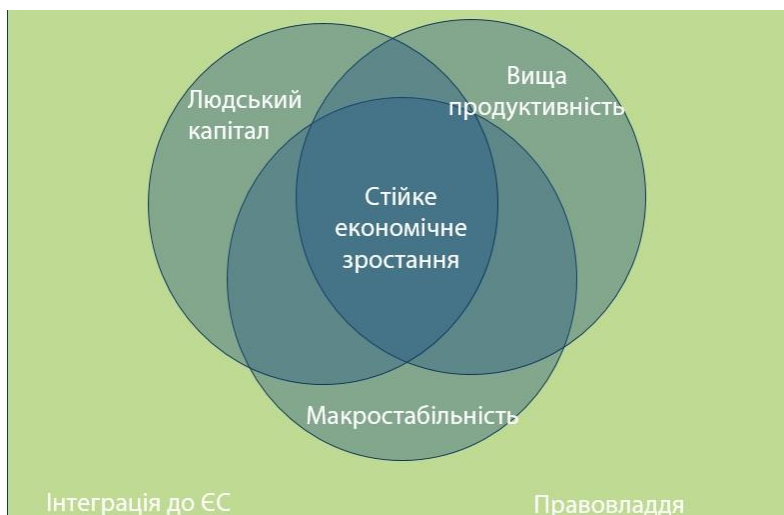 Людський
капітал
Вища
продуктивність
Стійке
економічне
зростання
Макростабільність
Інтеграція до ЄС
Правовладдя